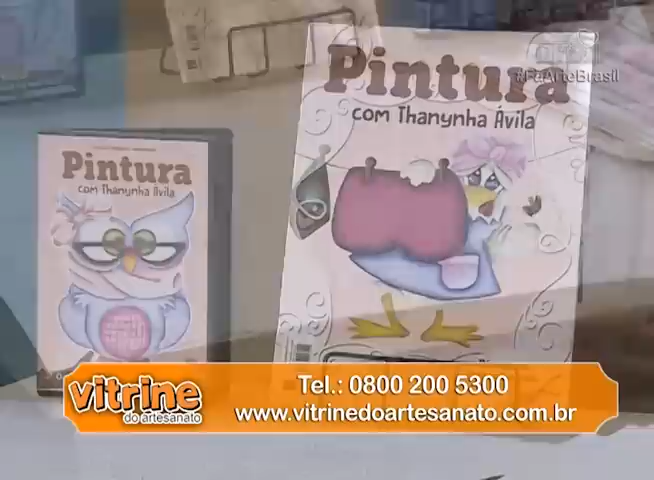 #FaArteBrasil
Pintura
com Thanynha Ávila
Pintura
com Thanynha Ávila
vitrine
do artesanato
Tel.: 0800 200 5300
www.vitrinedoartesanato.com.br